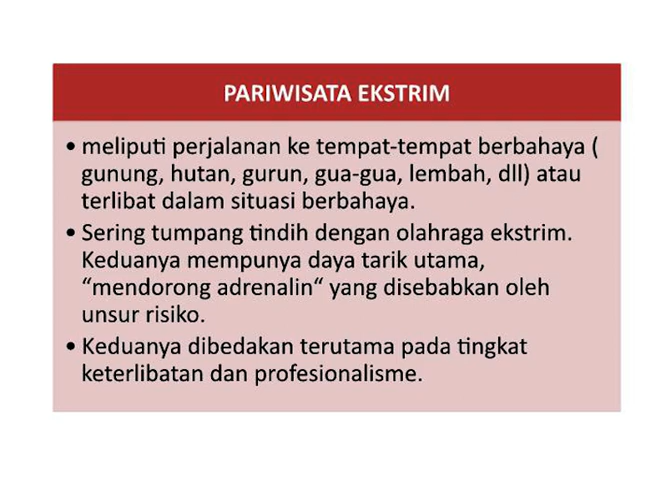 PARIWISATA EKSTRIM
• meliputi perjalanan ke tempat-tempat berbahaya (
gunung, hutan, gurun, gua-gua, lembah, dll) atau
terlibat dalam situasi berbahaya.
• Sering tumpang tindih dengan olahraga ekstrim.
Keduanya mempunya daya tarik utama,
“mendorong adrenalin“ yang disebabkan oleh
unsur risiko.
• Keduanya dibedakan terutama pada tingkat
keterlibatan dan profesionalisme.